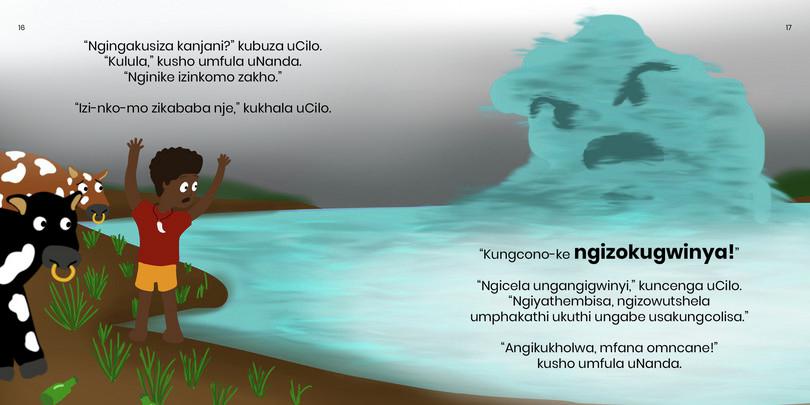 16
“Ngingakusiza kanjani?” kubuza uCilo.
“Kulula,” kusho umfula uNanda.
“Nginike izinkomo zakho.”
“Izi-nko-mo zikababa nje,” kukhala uCilo.
17
“Kungcono-ke ngizokugwinya!”
“Ngicela ungangigwinyi,” kuncenga uCilo.
“Ngiyathembisa, ngizowutshela
umphakathi ukuthi ungabe usakungcolisa.”
“Angikukholwa, mfana omncane!”
kusho umfula uNanda.